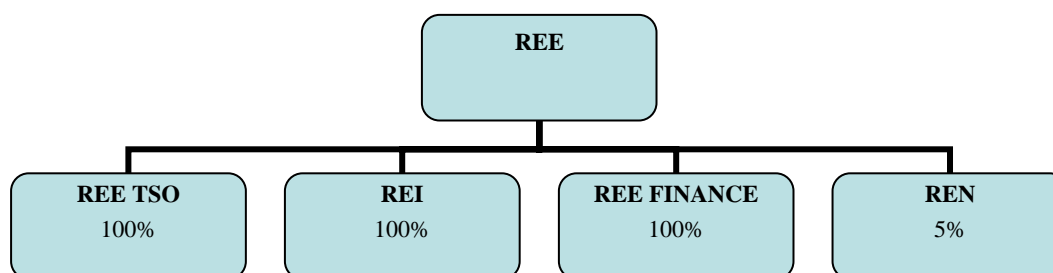 REE
REE TSO
100%
REI
100%
REE FINANCE
100%
REN
5%